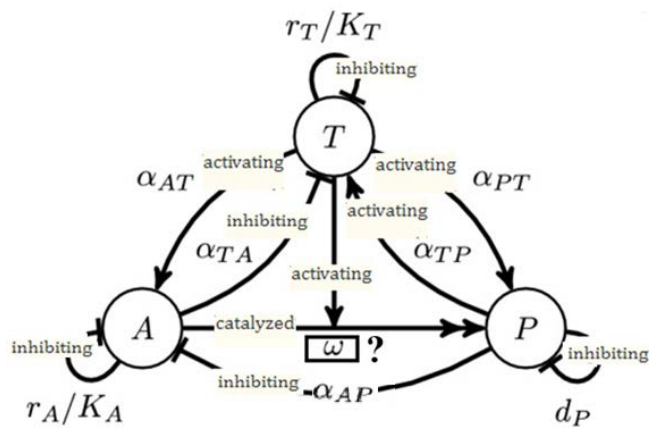 r_T/K_T
inhibiting
T
activating
activating
α_AT
α_PT
activating
inhibiting
α_TA
α_TP
activating
A
catalyzed
P
ω ?
inhibiting
inhibiting
inhibiting
α_AP
r_A/K_A
d_P